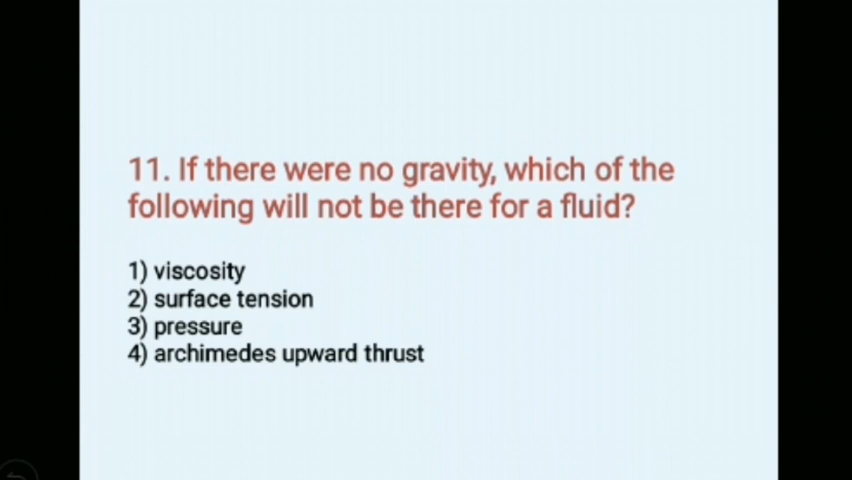 11. If there were no gravity, which of the
following will not be there for a fluid?
1) viscosity
2) surface tension
3) pressure
4) archimedes upward thrust